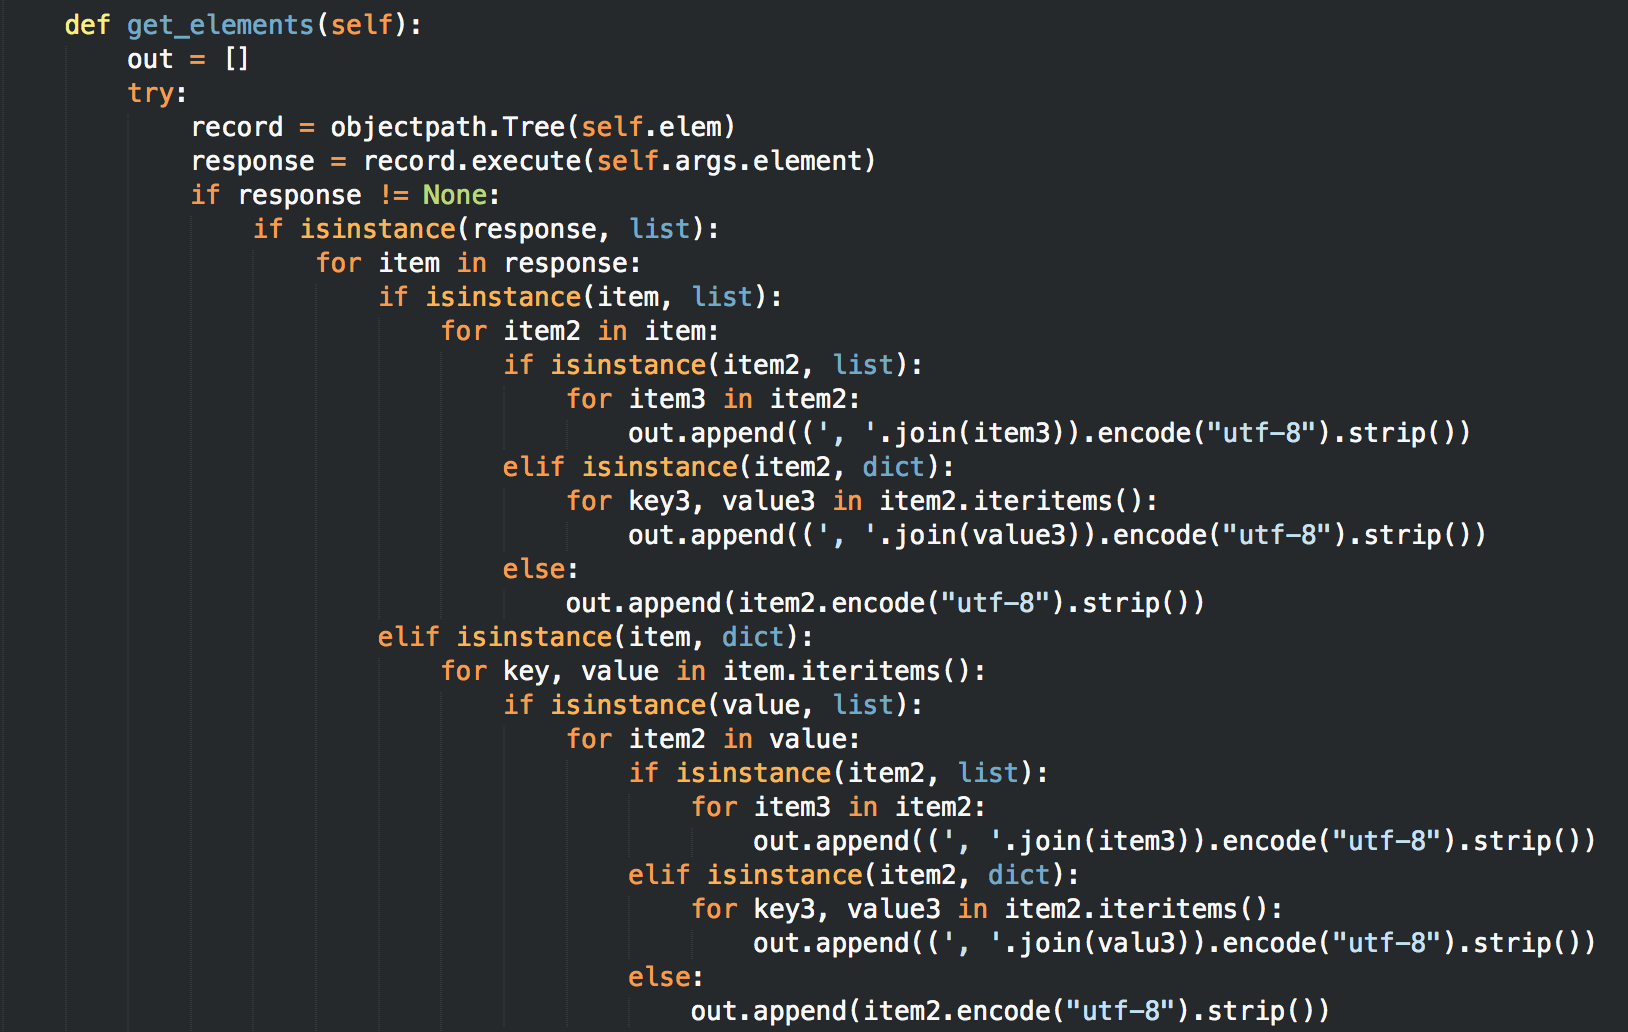 def get_elements(self):
    out = []
    try:
        record = objectpath.Tree(self.elem)
        response = record.execute(self.args.element)
        if response != None:
            if isinstance(response, list):
                for item in response:
                    if isinstance(item, list):
                        for item2 in item:
                            if isinstance(item2, list):
                                for item3 in item2:
                                    out.append((', '.join(item3)).encode("utf-8").strip())
                            elif isinstance(item2, dict):
                                for key3, value3 in item2.iteritems():
                                    out.append((', '.join(value3)).encode("utf-8").strip())
                            else:
                                out.append(item2.encode("utf-8").strip())
                    elif isinstance(item, dict):
                        for key, value in item.iteritems():
                            if isinstance(value, list):
                                for item2 in value:
                                    if isinstance(item2, list):
                                        for item3 in item2:
                                            out.append((', '.join(item3)).encode("utf-8").strip())
                                    elif isinstance(item2, dict):
                                        for key3, value3 in item2.iteritems():
                                            out.append((', '.join(valu3)).encode("utf-8").strip())
                                    else:
                                        out.append(item2.encode("utf-8").strip())